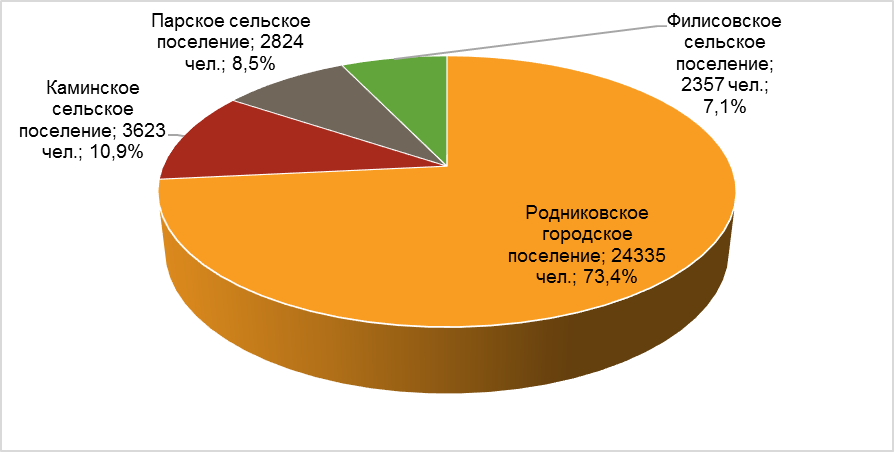 Парское сельское
поселение; 2824
чел.; 8,5%
Филисовское
сельское
поселение;
2357 чел.;
7,1%
Каминское
сельское
поселение; 3623
чел.; 10,9%
Родниковское
городское
поселение; 24335
чел.; 73,4%